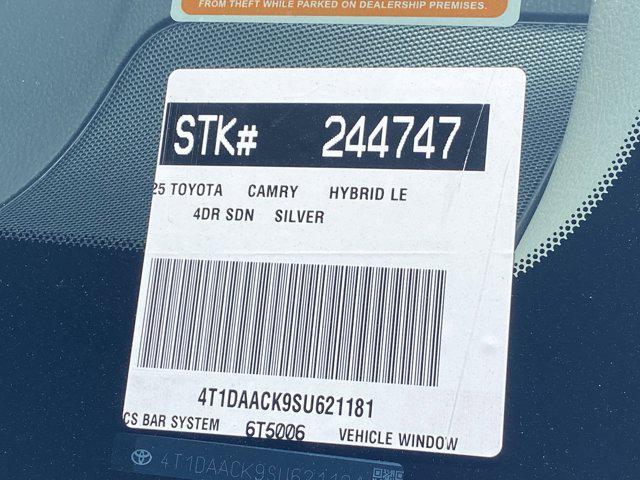 FROM THEFT WHILE PARKED ON DEALERSHIP PREMISES.
STK# 244747
25 TOYOTA CAMRY HYBRID LE
4DR SDN SILVER
4T1DAACK9SU621181
CS BAR SYSTEM 6T5006 VEHICLE WINDOW